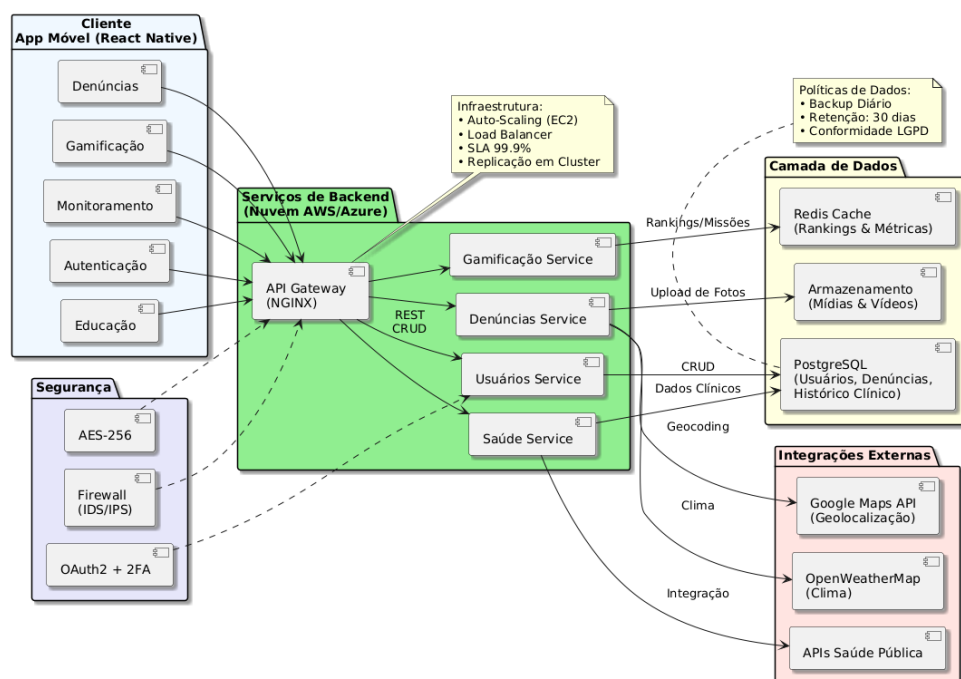 Cliente
App Móvel (React Native)
Denúncias
Gamificação
Monitoramento
Autenticação
Educação
Segurança
AES-256
Firewall
(IDS/IPS)
OAuth2 + 2FA
Infraestrutura:
• Auto-Scaling (EC2)
• Load Balancer
• SLA 99.9%
• Replicação em Cluster
Serviços de Backend
(Nuvem AWS/Azure)
API Gateway
(NGINX)
REST
CRUD
Gamificação Service
Denúncias Service
Usuários Service
Saúde Service
Rankings/Missões
Upload de Fotos
CRUD
Dados Clínicos
Geocoding
Clima
Integração
Políticas de Dados:
• Backup Diário
• Retenção: 30 dias
• Conformidade LGPD
Camada de Dados
Redis Cache
(Rankings & Métricas)
Armazenamento
(Mídias & Vídeos)
PostgreSQL
(Usuários, Denúncias,
Histórico Clínico)
Integrações Externas
Google Maps API
(Geolocalização)
OpenWeatherMap
(Clima)
APIs Saúde Pública